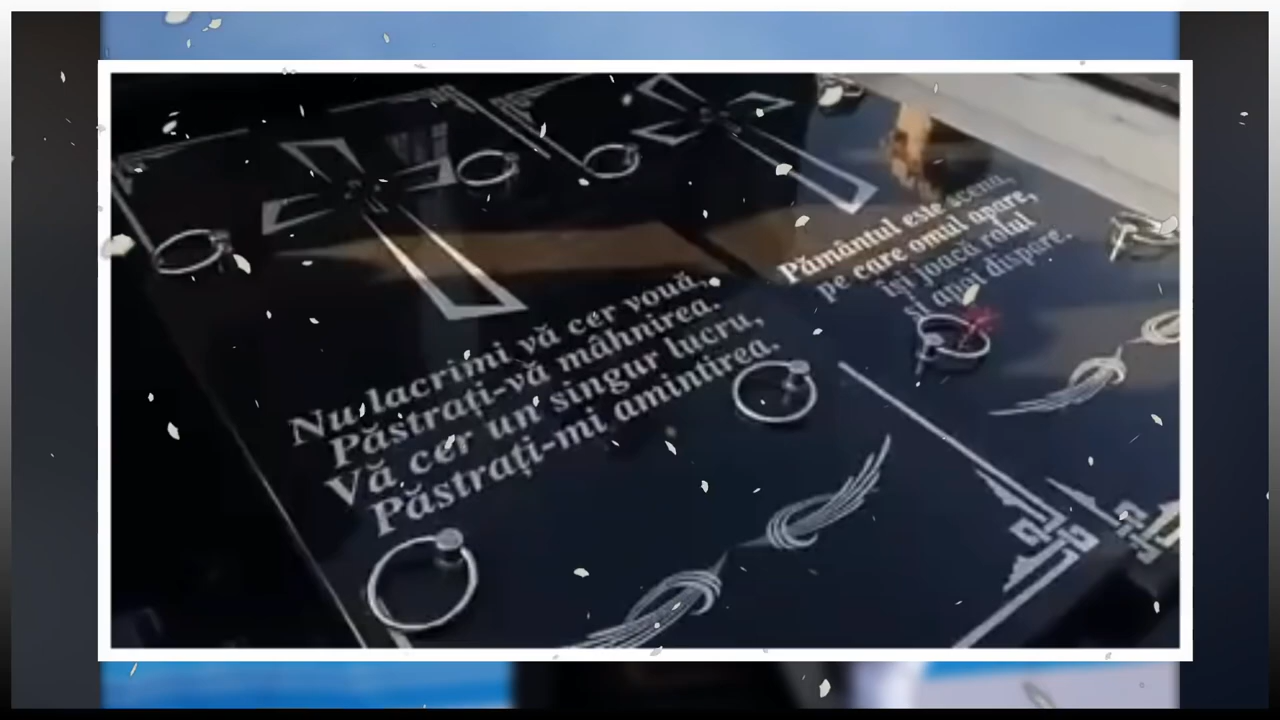 Nu lacrimi vă cer vouă,
Păstrați-vă mâhnirea.
Vă cer un singur lucru,
Păstrați-mi amintirea.
Pământul este scena,
pe care omul apare,
își joacă rolul
și apoi dispare.